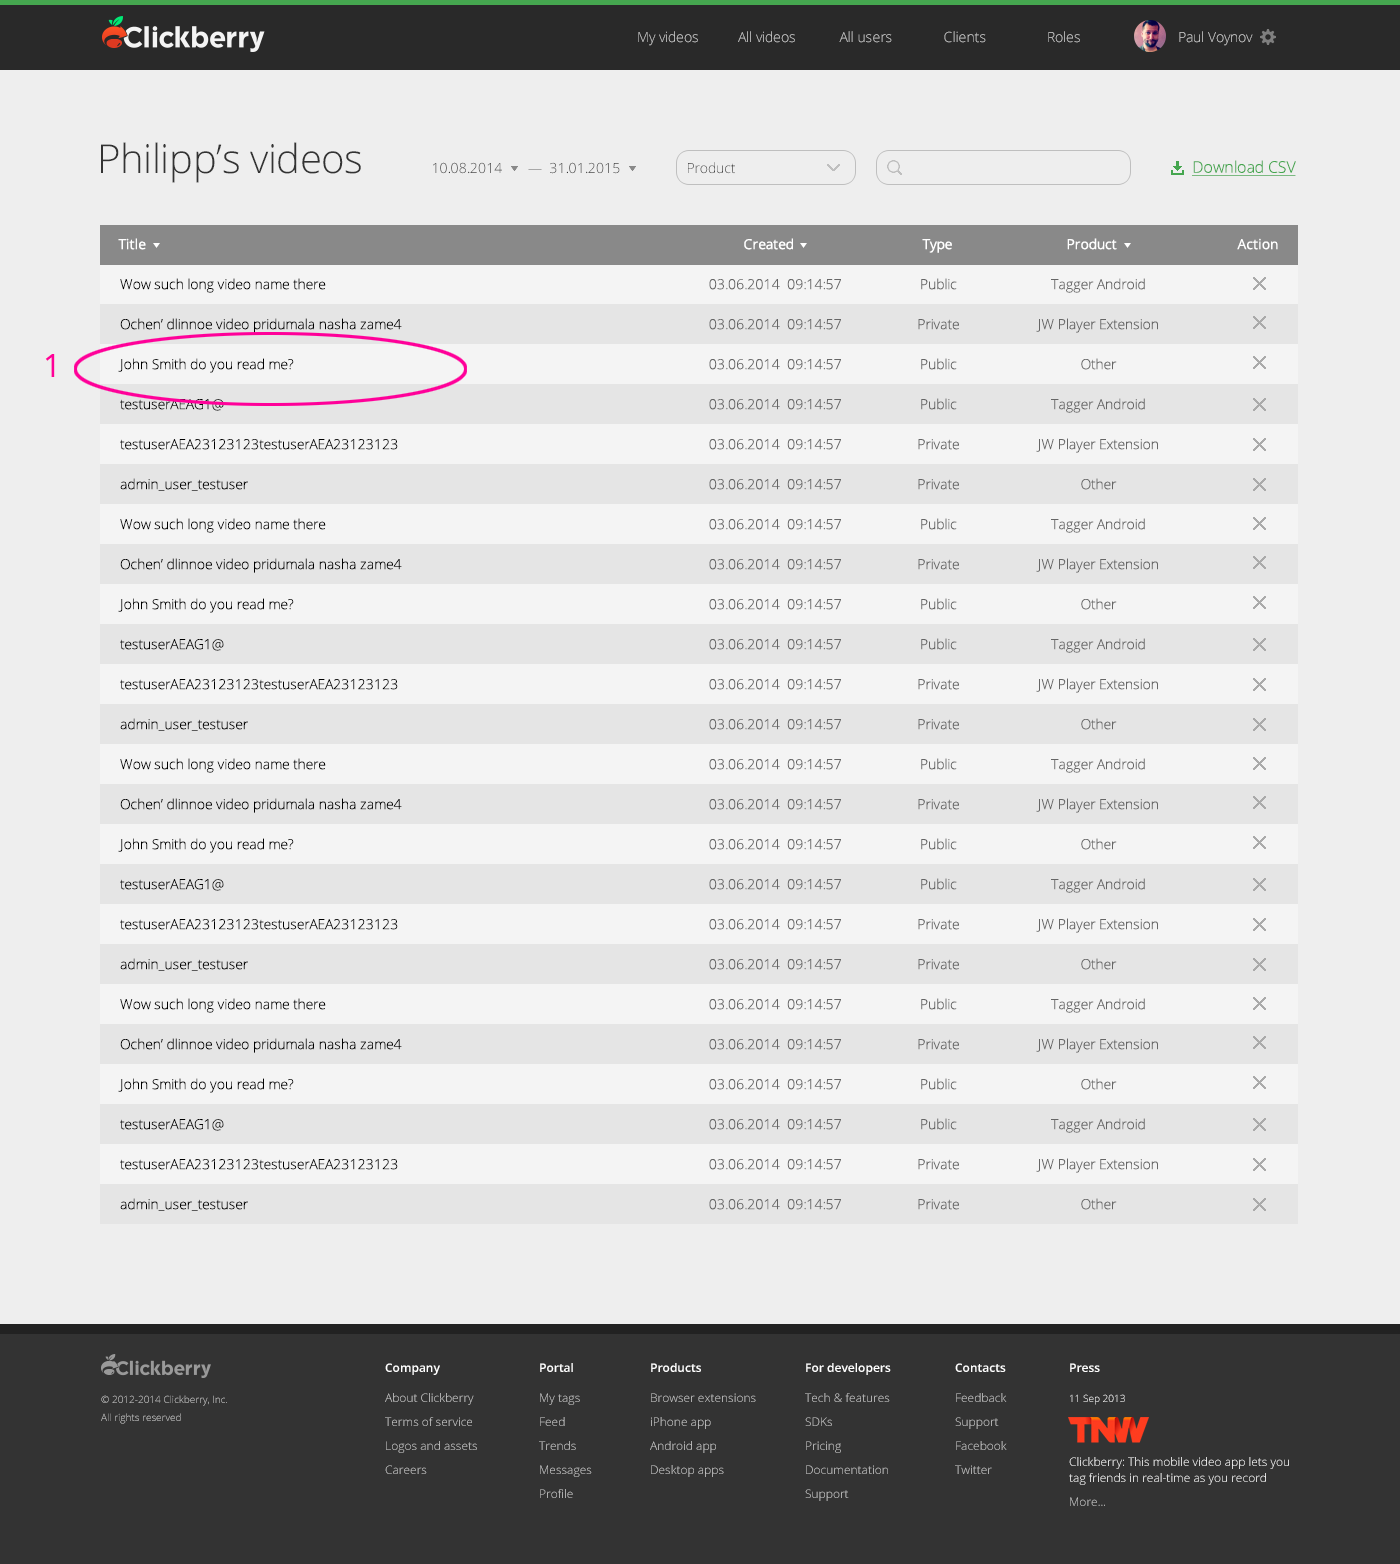 Clickberry My videos All videos All users Clients Roles Paul Voynov
Philipp’s videos 10.08.2014 — 31.01.2015 Product Download CSV
Title Created Type Product Action
Wow such long video name there 03.06.2014 09:14:57 Public Tagger Android
Ochen’ dlinnoe video pridumala nasha zame4 03.06.2014 09:14:57 Private JW Player Extension
1 John Smith do you read me? 03.06.2014 09:14:57 Public Other
testuserAEAG1@ 03.06.2014 09:14:57 Public Tagger Android
testuserAEA23123123testuserAEA23123123 03.06.2014 09:14:57 Private JW Player Extension
admin_user_testuser 03.06.2014 09:14:57 Private Other
Wow such long video name there 03.06.2014 09:14:57 Public Tagger Android
Ochen’ dlinnoe video pridumala nasha zame4 03.06.2014 09:14:57 Private JW Player Extension
John Smith do you read me? 03.06.2014 09:14:57 Public Other
testuserAEAG1@ 03.06.2014 09:14:57 Public Tagger Android
testuserAEA23123123testuserAEA23123123 03.06.2014 09:14:57 Private JW Player Extension
admin_user_testuser 03.06.2014 09:14:57 Private Other
Wow such long video name there 03.06.2014 09:14:57 Public Tagger Android
Ochen’ dlinnoe video pridumala nasha zame4 03.06.2014 09:14:57 Private JW Player Extension
John Smith do you read me? 03.06.2014 09:14:57 Public Other
testuserAEAG1@ 03.06.2014 09:14:57 Public Tagger Android
testuserAEA23123123testuserAEA23123123 03.06.2014 09:14:57 Private JW Player Extension
admin_user_testuser 03.06.2014 09:14:57 Private Other
Wow such long video name there 03.06.2014 09:14:57 Public Tagger Android
Ochen’ dlinnoe video pridumala nasha zame4 03.06.2014 09:14:57 Private JW Player Extension
John Smith do you read me? 03.06.2014 09:14:57 Public Other
testuserAEAG1@ 03.06.2014 09:14:57 Public Tagger Android
testuserAEA23123123testuserAEA23123123 03.06.2014 09:14:57 Private JW Player Extension
admin_user_testuser 03.06.2014 09:14:57 Private Other
Clickberry
© 2012-2014 Clickberry, Inc.
All rights reserved
Company
About Clickberry
Terms of service
Logos and assets
Careers
Portal
My tags
Feed
Trends
Messages
Profile
Products
Browser extensions
iPhone app
Android app
Desktop apps
For developers
Tech & features
SDKs
Pricing
Documentation
Support
Contacts
Feedback
Support
Facebook
Twitter
Press
11 Sep 2013
TNW
Clickberry: This mobile video app lets you
tag friends in real-time as you record
More...